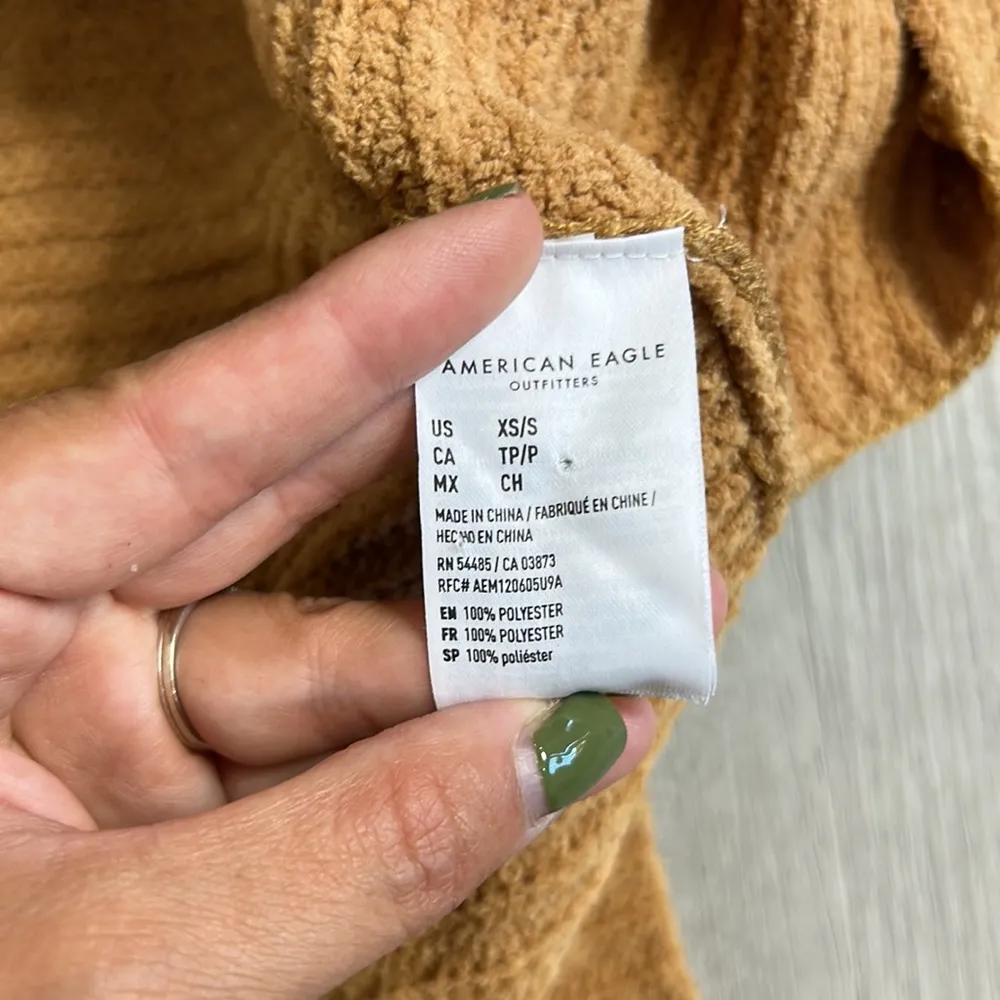 AMERICAN EAGLE
OUTFITTERS
US XS/S
CA TP/P
MX CH
MADE IN CHINA / FABRIQUÉ EN CHINE /
HECHO EN CHINA
RN 54485 / CA 03873
RFC# AEM120605U9A
EN 100% POLYESTER
FR 100% POLYESTER
SP 100% poliéster